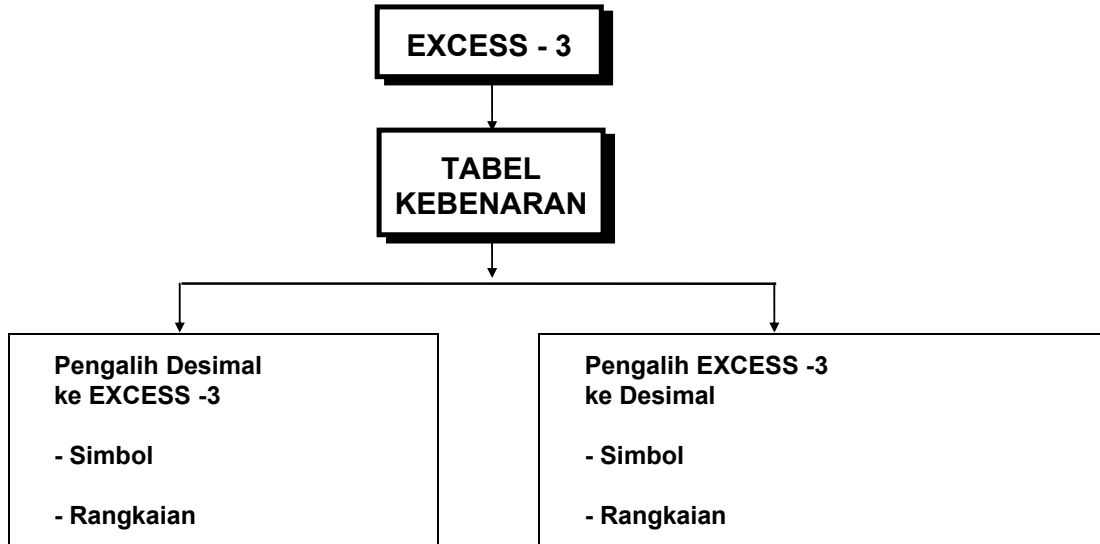 EXCESS - 3
TABEL
KEBENARAN
Pengalih Desimal
ke EXCESS -3
- Simbol
- Rangkaian
Pengalih EXCESS -3
ke Desimal
- Simbol
- Rangkaian